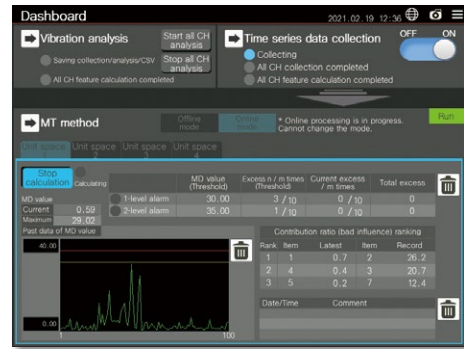 Dashboard
2021. 02. 19 12:36
Vibration analysis
Start all CH analysis
Saving collection/analysis/CSV
Stop all CH analysis
All CH feature calculation completed
Time series data collection
OFF ON
Collecting
All CH collection completed
All CH feature calculation completed
MT method
Offline mode
Online mode
* Online processing is in progress.
Cannot change the mode.
Run
Unit space 1
Unit space 2
Unit space 3
Unit space 4
Stop calculation
Calculating
MD value (Threshold)
Excess n / m times (Threshold)
Current excess / m times
Total excess
1-level alarm 30.00 3 / 10 0 / 10 0
2-level alarm 35.00 1 / 10 0 / 10 0
MD value
Current 0.59
Maximum 29.02
Past data of MD value
40.00
0.00
1 100
Contribution ratio (bad influence) ranking
Rank Item Latest Item Record
1 1 0.7 2 26.2
2 4 0.4 3 20.7
3 5 0.2 7 12.4
Date/Time Comment